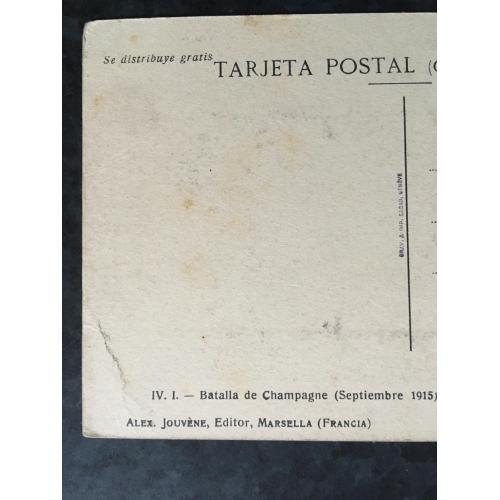 Se distribuye gratis
TARJETA POSTAL (
IV. I. — Batalla de Champagne (Septiembre 1915)
ALEX. JOUVÈNE, Editor, MARSELLA (FRANCIA)